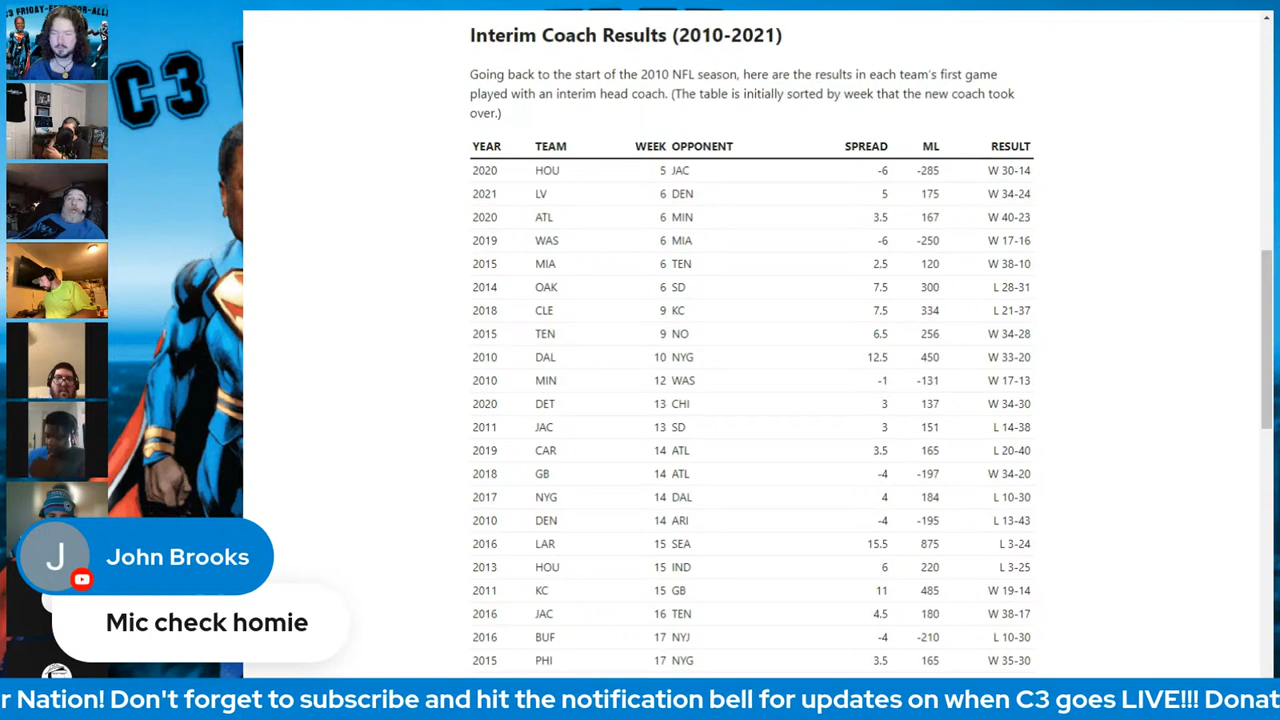 C3 FRIDAY-FREE-FOR-ALL
C3
Interim Coach Results (2010-2021)
Going back to the start of the 2010 NFL season, here are the results in each team's first game
played with an interim head coach. (The table is initially sorted by week that the new coach took
over.)
YEAR TEAM WEEK OPPONENT SPREAD ML RESULT
2020 HOU 5 JAC -6 -285 W 30-14
2021 LV 6 DEN 5 175 W 34-24
2020 ATL 6 MIN 3.5 167 W 40-23
2019 WAS 6 MIA -6 -250 W 17-16
2015 MIA 6 TEN 2.5 120 W 38-10
2014 OAK 6 SD 7.5 300 L 28-31
2018 CLE 9 KC 7.5 334 L 21-37
2015 TEN 9 NO 6.5 256 W 34-28
2010 DAL 10 NYG 12.5 450 W 33-20
2010 MIN 12 WAS -1 -131 W 17-13
2020 DET 13 CHI 3 137 W 34-30
2011 JAC 13 SD 3 151 L 14-38
2019 CAR 14 ATL 3.5 165 L 20-40
2018 GB 14 ATL -4 -197 W 34-20
2017 NYG 14 DAL 4 184 L 10-30
2010 DEN 14 ARI -4 -195 L 13-43
2016 LAR 15 SEA 15.5 875 L 3-24
2013 HOU 15 IND 6 220 L 3-25
2011 KC 15 GB 11 485 W 19-14
2016 JAC 16 TEN 4.5 180 W 38-17
2016 BUF 17 NYJ -4 -210 L 10-30
2015 PHI 17 NYG 3.5 165 W 35-30
J
John Brooks
Mic check homie
r Nation! Don't forget to subscribe and hit the notification bell for updates on when C3 goes LIVE!!! Donat